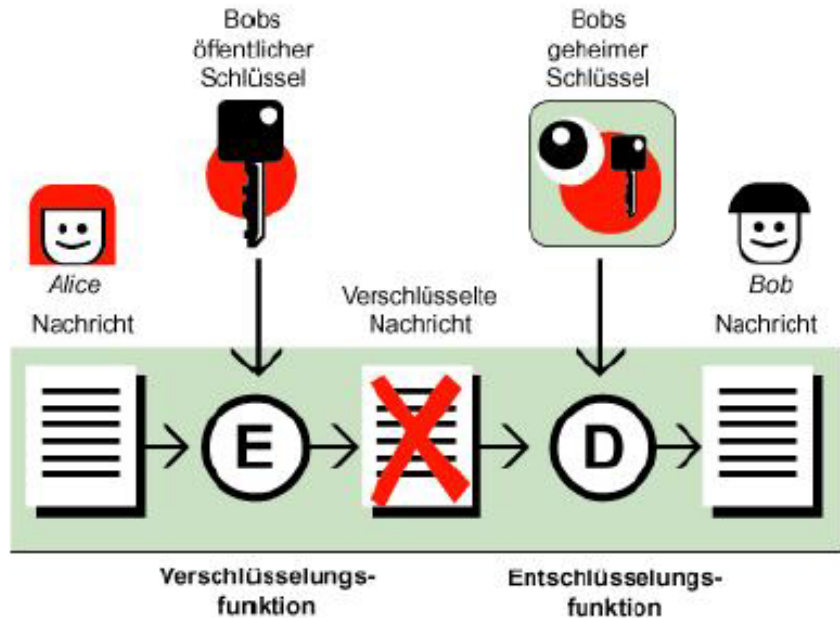 Bobs
öffentlicher
Schlüssel
Bobs
geheimer
Schlüssel
Alice
Nachricht
Verschlüsselte
Nachricht
Bob
Nachricht
E
D
Verschlüsselungs-
funktion
Entschlüsselungs-
funktion